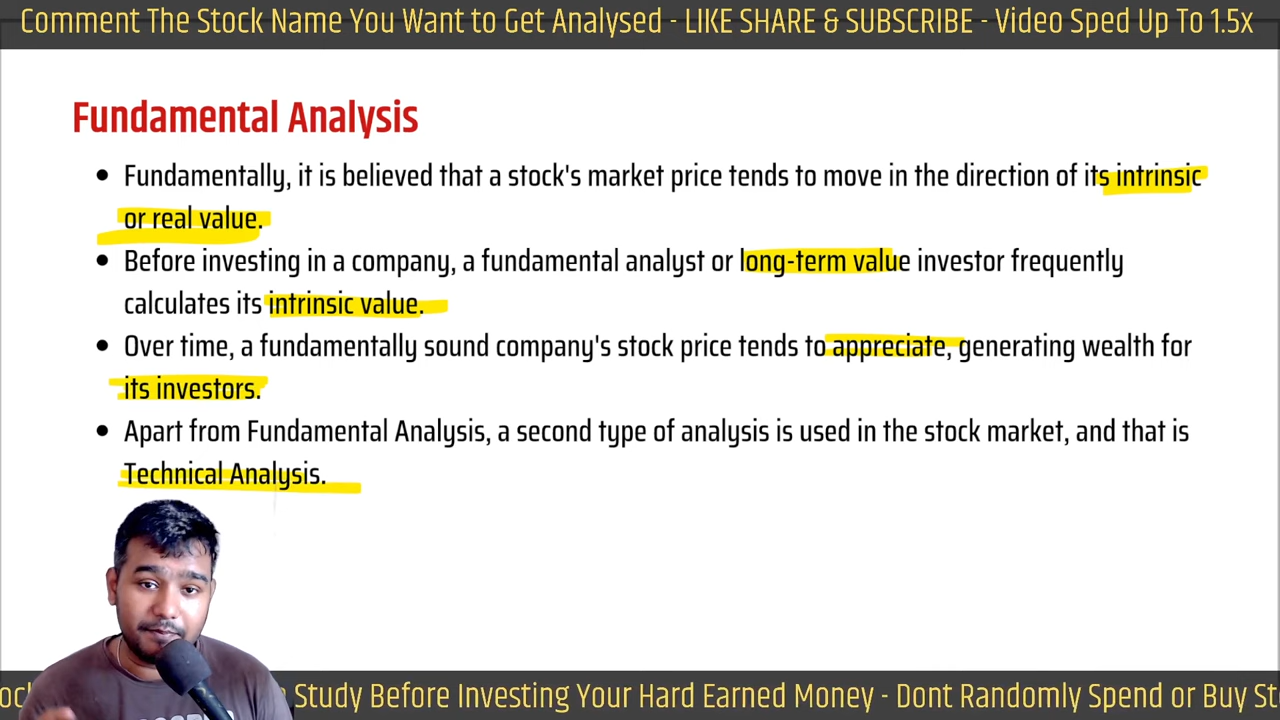 Comment The Stock Name You Want to Get Analysed - LIKE SHARE & SUBSCRIBE - Video Sped Up To 1.5x
Fundamental Analysis
• Fundamentally, it is believed that a stock's market price tends to move in the direction of its intrinsic
or real value.
• Before investing in a company, a fundamental analyst or long-term value investor frequently
calculates its intrinsic value.
• Over time, a fundamentally sound company's stock price tends to appreciate, generating wealth for
its investors.
• Apart from Fundamental Analysis, a second type of analysis is used in the stock market, and that is
Technical Analysis.
Study Before Investing Your Hard Earned Money - Dont Randomly Spend or Buy St